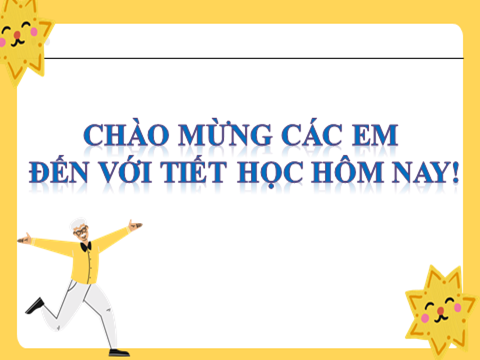 CHÀO MỪNG CÁC EM
ĐẾN VỚI TIẾT HỌC HÔM NAY!